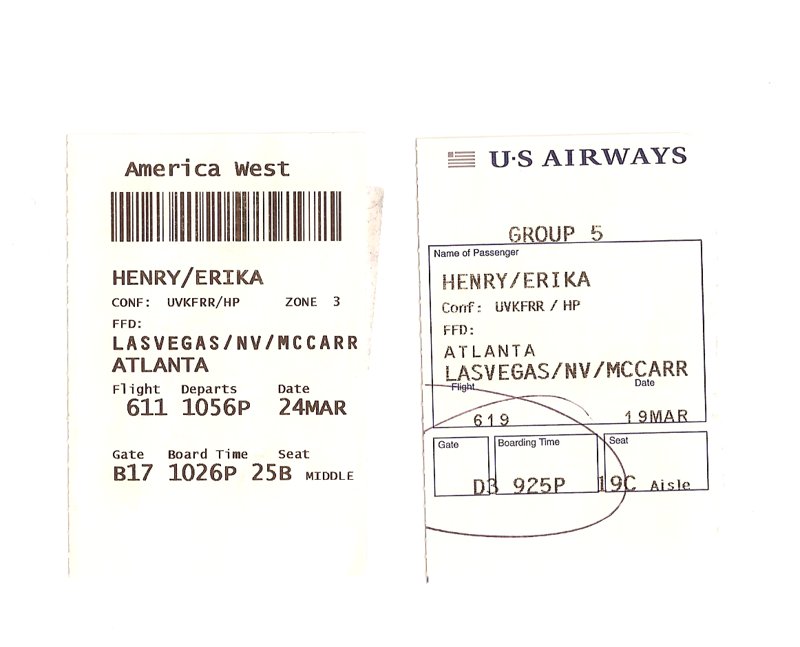 America West
HENRY/ERIKA
CONF: UVKFRR/HP ZONE 3
FFD:
LASVEGAS/NV/MCCARR
ATLANTA
Flight Departs Date
611 1056P 24MAR
Gate Board Time Seat
B17 1026P 25B MIDDLE
U·S AIRWAYS
GROUP 5
Name of Passenger
HENRY/ERIKA
Conf: UVKFRR / HP
FFD:
ATLANTA
LASVEGAS/NV/MCCARR
Flight Date
619 19MAR
Gate Boarding Time Seat
D3 925P 19C Aisle